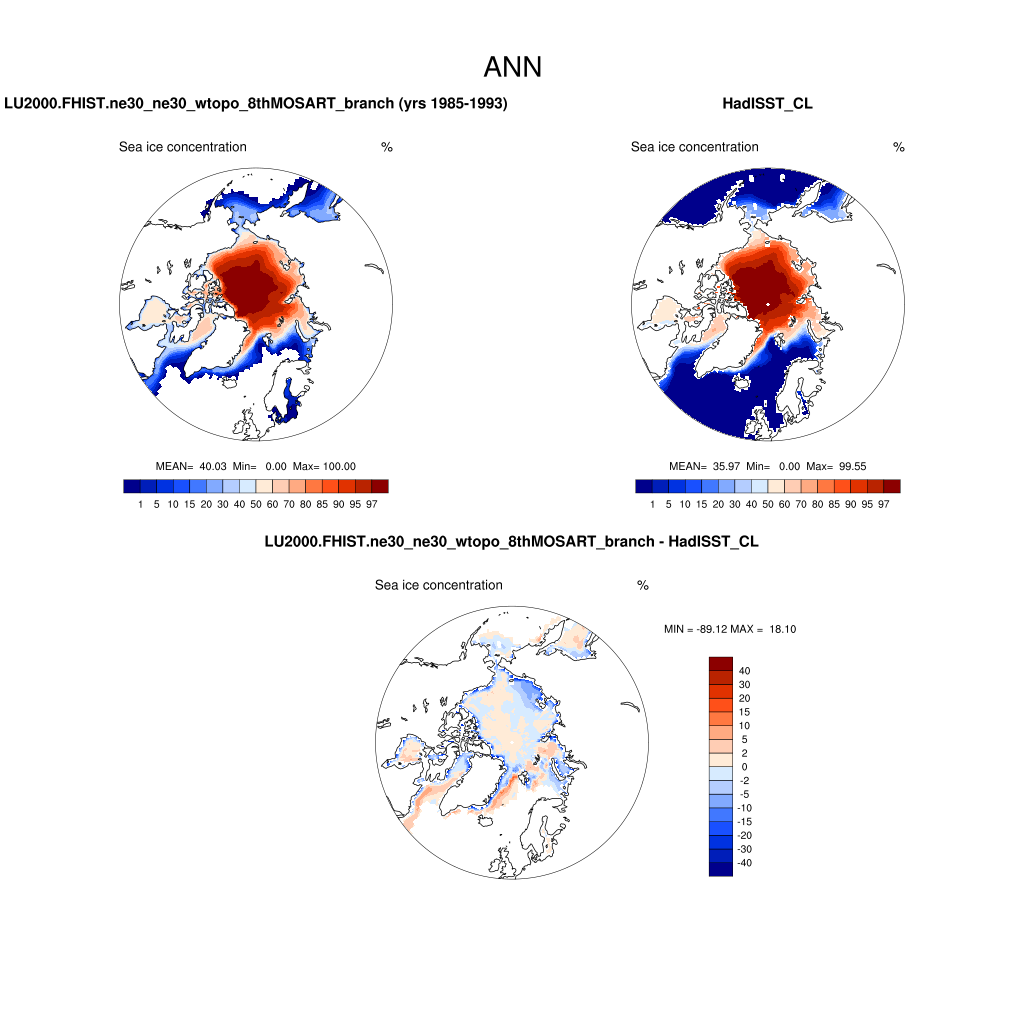 ANN
LU2000.FHIST.ne30_ne30_wtopo_8thMOSART_branch (yrs 1985-1993)
HadISST_CL
Sea ice concentration %
Sea ice concentration %
MEAN= 40.03 Min= 0.00 Max= 100.00
MEAN= 35.97 Min= 0.00 Max= 99.55
1 5 10 15 20 30 40 50 60 70 80 85 90 95 97
1 5 10 15 20 30 40 50 60 70 80 85 90 95 97
LU2000.FHIST.ne30_ne30_wtopo_8thMOSART_branch - HadISST_CL
Sea ice concentration %
MIN = -89.12 MAX = 18.10
40
30
20
15
10
5
2
0
-2
-5
-10
-15
-20
-30
-40